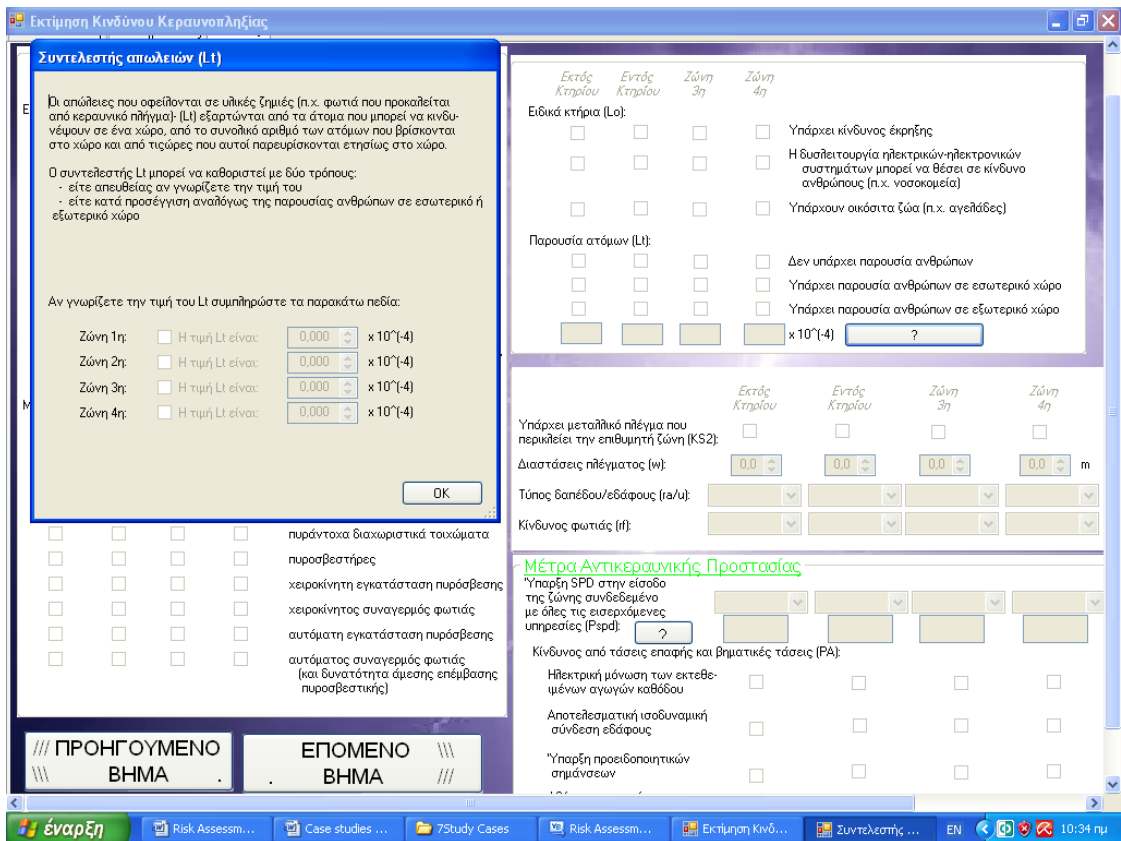 Εκτίμηση Κινδύνου Κεραυνοπληξίας
Συντελεστής απωλειών (Lt)
Οι απώλειες που οφείλονται σε υλικές ζημιές (π.χ. φωτιά που προκαλείται
από κεραυνικό πλήγμα)- (Lt) εξαρτώνται από τα άτομα που μπορεί να κινδυ-
νέψουν σε ένα χώρο, από το συνολικό αριθμό των ατόμων που βρίσκονται
στο χώρο και από τιςώρες που αυτοί παρευρίσκονται ετησίως στο χώρο.
Ο συντελεστής Lt μπορεί να καθοριστεί με δύο τρόπους:
- είτε απευθείας αν γνωρίζετε την τιμή του
- είτε κατά προσέγγιση αναλόγως της παρουσίας ανθρώπων σε εσωτερικό ή
εξωτερικό χώρο
Αν γνωρίζετε την τιμή του Lt συμπληρώστε τα παρακάτω πεδία:
Ζώνη 1η: Η τιμή Lt είναι: 0,000 x 10^(-4)
Ζώνη 2η: Η τιμή Lt είναι: 0,000 x 10^(-4)
Ζώνη 3η: Η τιμή Lt είναι: 0,000 x 10^(-4)
Ζώνη 4η: Η τιμή Lt είναι: 0,000 x 10^(-4)
OK
πυράντοχα διαχωριστικά τοιχώματα
πυροσβεστήρες
χειροκίνητη εγκατάσταση πυρόσβεσης
χειροκίνητος συναγερμός φωτιάς
αυτόματη εγκατάσταση πυρόσβεσης
αυτόματος συναγερμός φωτιάς
(και δυνατότητα άμεσης επέμβασης
πυροσβεστικής)
/// ΠΡΟΗΓΟΥΜΕΝΟ
\\\ ΒΗΜΑ .
ΕΠΟΜΕΝΟ \\\
. ΒΗΜΑ ///
Εκτός Εντός Ζώνη Ζώνη
Κτηρίου Κτηρίου 3η 4η
Ειδικά κτήρια (Lo):
Υπάρχει κίνδυνος έκρηξης
Η δυσλειτουργία ηλεκτρικών-ηλεκτρονικών
συστημάτων μπορεί να θέσει σε κίνδυνο
ανθρώπους (π.χ. νοσοκομεία)
Υπάρχουν οικόσιτα ζώα (π.χ. αγελάδες)
Παρουσία ατόμων (Lt):
Δεν υπάρχει παρουσία ανθρώπων
Υπάρχει παρουσία ανθρώπων σε εσωτερικό χώρο
Υπάρχει παρουσία ανθρώπων σε εξωτερικό χώρο
x 10^(-4) ?
Εκτός Εντός Ζώνη Ζώνη
Κτηρίου Κτηρίου 3η 4η
Υπάρχει μεταλλικό πλέγμα που
περικλείει την επιθυμητή ζώνη (KS2):
Διαστάσεις πλέγματος (w): 0,0 0,0 0,0 0,0 m
Τύπος δαπέδου/εδάφους (ra/u):
Κίνδυνος φωτιάς (rf):
Μέτρα Αντικεραυνικής Προστασίας
Ύπαρξη SPD στην είσοδο
της ζώνης συνδεδεμένο
με όλες τις εισερχόμενες
υπηρεσίες (Pspd): ?
Κίνδυνος από τάσεις επαφής και βηματικές τάσεις (PA):
Ηλεκτρική μόνωση των εκτεθε-
ιμένων αγωγών καθόδου
Αποτελεσματική ισοδυναμική
σύνδεση εδάφους
Ύπαρξη προειδοποιητικών
σημάνσεων
έναρξη Risk Assessm... Case studies ... 7Study Cases Risk Assessm... Εκτίμηση Κινδ... Συντελεστής ... EN 10:34 πμ